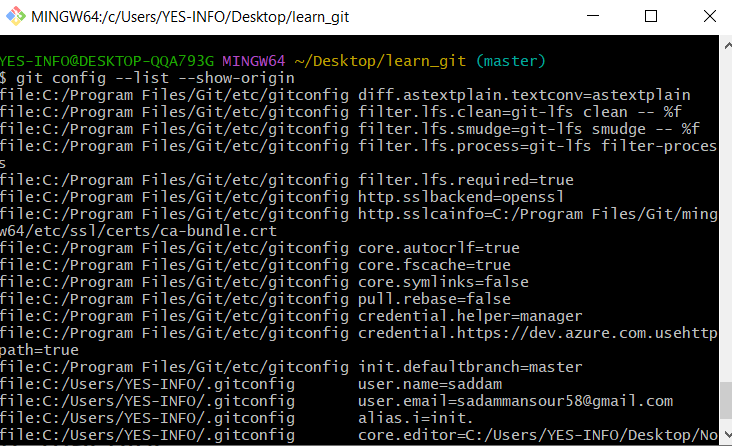 MINGW64:/c/Users/YES-INFO/Desktop/learn_git
YES-INFO@DESKTOP-QQA793G MINGW64 ~/Desktop/learn_git (master)
$ git config --list --show-origin
file:C:/Program Files/Git/etc/gitconfig diff.astextplain.textconv=astextplain
file:C:/Program Files/Git/etc/gitconfig filter.lfs.clean=git-lfs clean -- %f
file:C:/Program Files/Git/etc/gitconfig filter.lfs.smudge=git-lfs smudge -- %f
file:C:/Program Files/Git/etc/gitconfig filter.lfs.process=git-lfs filter-proces
s
file:C:/Program Files/Git/etc/gitconfig filter.lfs.required=true
file:C:/Program Files/Git/etc/gitconfig http.sslbackend=openssl
file:C:/Program Files/Git/etc/gitconfig http.sslcainfo=C:/Program Files/Git/ming
w64/etc/ssl/certs/ca-bundle.crt
file:C:/Program Files/Git/etc/gitconfig core.autocrlf=true
file:C:/Program Files/Git/etc/gitconfig core.fscache=true
file:C:/Program Files/Git/etc/gitconfig core.symlinks=false
file:C:/Program Files/Git/etc/gitconfig pull.rebase=false
file:C:/Program Files/Git/etc/gitconfig credential.helper=manager
file:C:/Program Files/Git/etc/gitconfig credential.https://dev.azure.com.usehttp
path=true
file:C:/Program Files/Git/etc/gitconfig init.defaultbranch=master
file:C:/Users/YES-INFO/.gitconfig user.name=saddam
file:C:/Users/YES-INFO/.gitconfig user.email=sadammansour58@gmail.com
file:C:/Users/YES-INFO/.gitconfig alias.i=init.
file:C:/Users/YES-INFO/.gitconfig core.editor=C:/Users/YES-INFO/Desktop/No